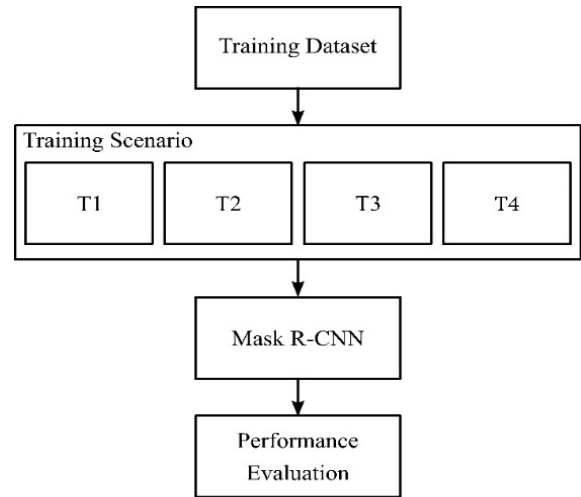 Training Dataset
Training Scenario
T1 T2 T3 T4
Mask R-CNN
Performance
Evaluation